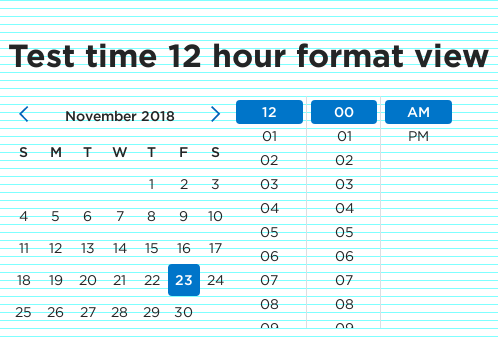 Test time 12 hour format view
November 2018
S M T W T F S
1 2 3
4 5 6 7 8 9 10
11 12 13 14 15 16 17
18 19 20 21 22 23 24
25 26 27 28 29 30
12 00 AM
01 01 PM
02 02
03 03
04 04
05 05
06 06
07 07
08 08
09 09